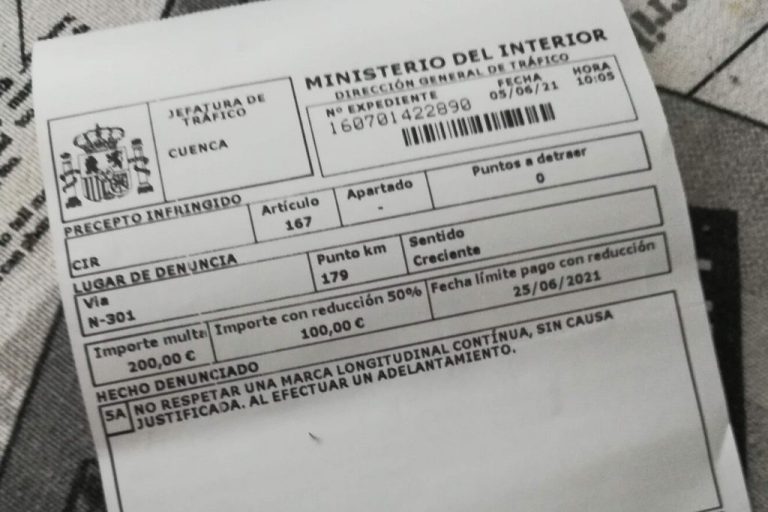 MINISTERIO DEL INTERIOR
DIRECCIÓN GENERAL DE TRÁFICO
JEFATURA DE
TRÁFICO
CUENCA
Nº EXPEDIENTE
160701422890
FECHA
05/06/21
HORA
10:05
PRECEPTO INFRINGIDO
CIR
Artículo
167
Apartado
-
Puntos a detraer
0
LUGAR DE DENUNCIA
Via
N-301
Punto km
179
Sentido
Creciente
Importe multa
200,00 €
Importe con reducción 50%
100,00 €
Fecha límite pago con reducción
25/06/2021
HECHO DENUNCIADO
5A
NO RESPETAR UNA MARCA LONGITUDINAL CONTÍNUA, SIN CAUSA
JUSTIFICADA. AL EFECTUAR UN ADELANTAMIENTO.